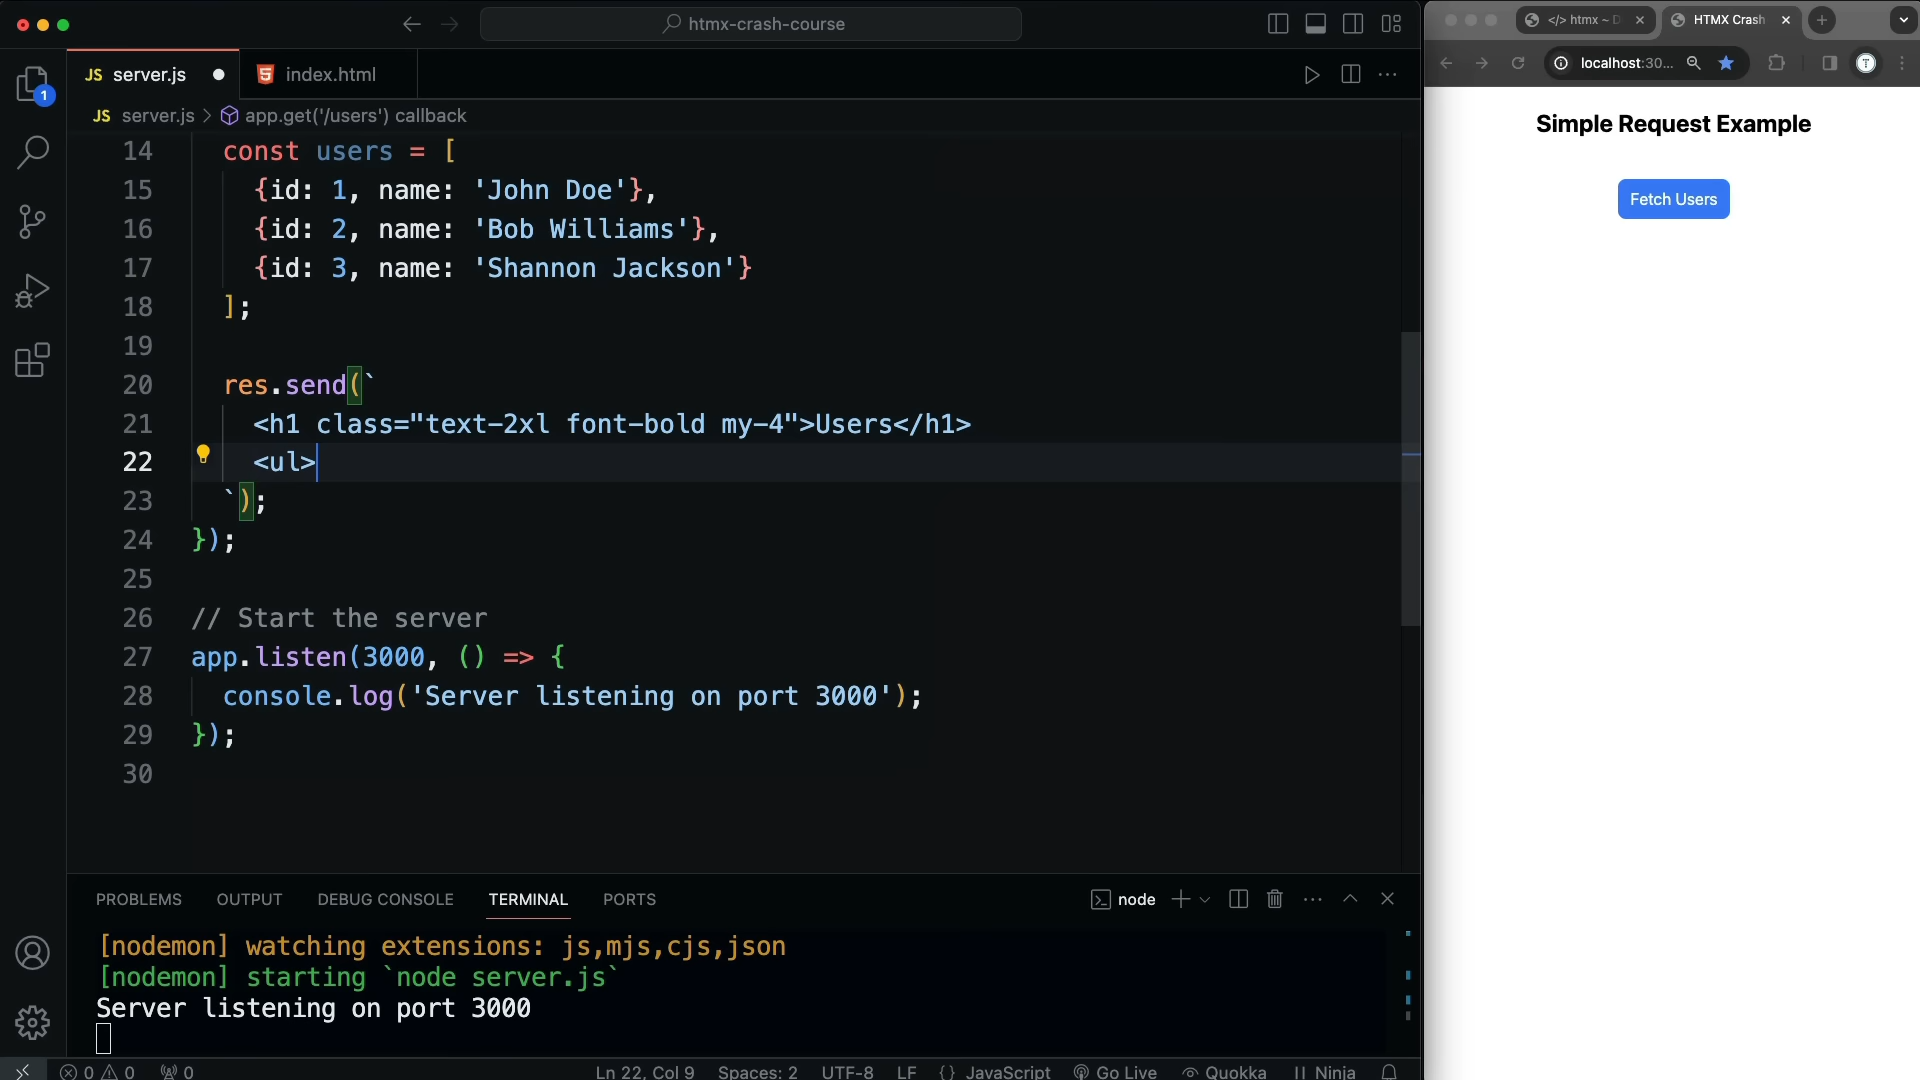 htmx-crash-course
JS server.js
index.html
JS server.js > app.get('/users') callback
14 const users = [
15 {id: 1, name: 'John Doe'},
16 {id: 2, name: 'Bob Williams'},
17 {id: 3, name: 'Shannon Jackson'}
18 ];
19
20 res.send(`
21 <h1 class="text-2xl font-bold my-4">Users</h1>
22 <ul>
23 `);
24 });
25
26 // Start the server
27 app.listen(3000, () => {
28 console.log('Server listening on port 3000');
29 });
30
1
PROBLEMS OUTPUT DEBUG CONSOLE TERMINAL PORTS
node
[nodemon] watching extensions: js,mjs,cjs,json
[nodemon] starting `node server.js`
Server listening on port 3000
0 0 0
Ln 22, Col 9 Spaces: 2 UTF-8 LF {} JavaScript Go Live Quokka Ninja
</> htmx ~ D
HTMX Crash
localhost:30...
T
Simple Request Example
Fetch Users